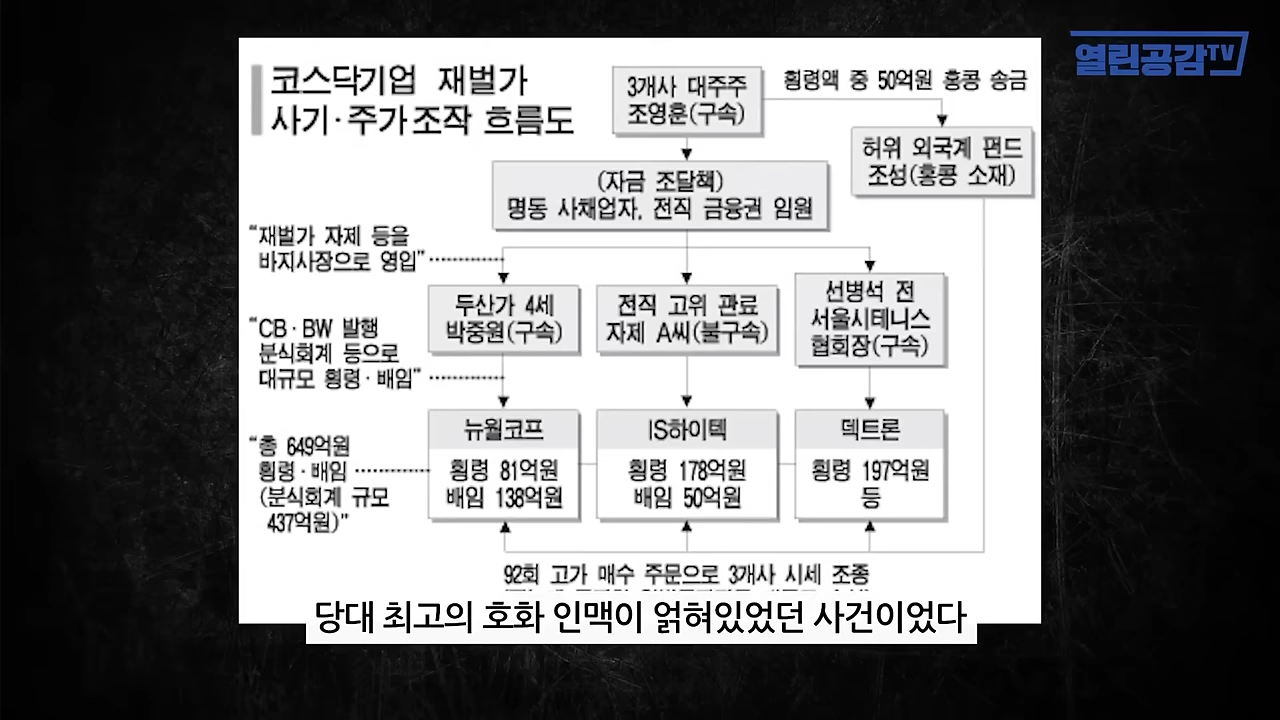 열린공감TV
코스닥기업 재벌가
사기·주가조작 흐름도
3개사 대주주
조영훈(구속)
횡령액 중 50억원 홍콩 송금
허위 외국계 펀드
조성(홍콩 소재)
(자금 조달책)
명동 사채업자, 전직 금융권 임원
“재벌가 자제 등을
바지사장으로 영입”
두산가 4세
박중원(구속)
전직 고위 관료
자제 A씨(불구속)
선병석 전
서울시테니스
협회장(구속)
“CB·BW 발행
분식회계 등으로
대규모 횡령·배임”
뉴월코프
횡령 81억원
배임 138억원
IS하이텍
횡령 178억원
배임 50억원
덱트론
횡령 197억원
등
“총 649억원
횡령·배임
(분식회계 규모
437억원)”
92회 고가 매수 주문으로 3개사 시세 조종
당대 최고의 호화 인맥이 얽혀있었던 사건이었다